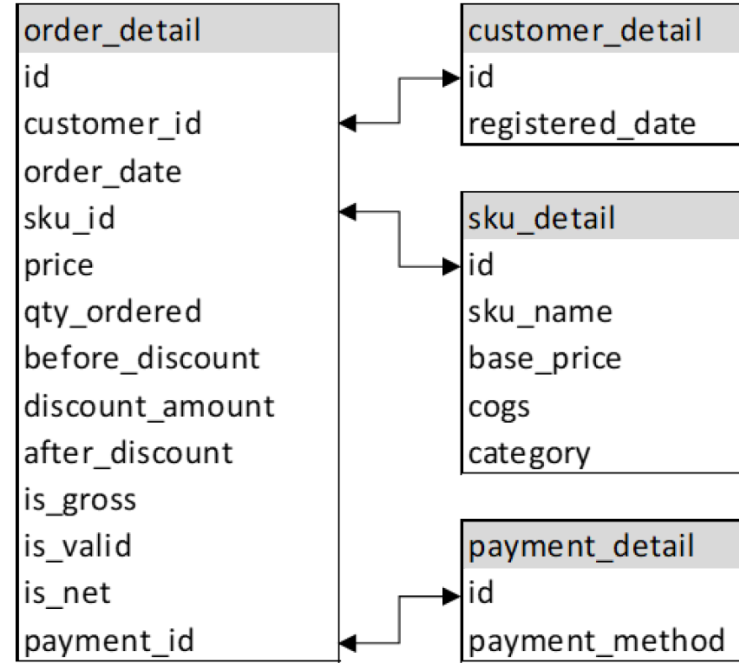 order_detail
id
customer_id
order_date
sku_id
price
qty_ordered
before_discount
discount_amount
after_discount
is_gross
is_valid
is_net
payment_id
customer_detail
id
registered_date
sku_detail
id
sku_name
base_price
cogs
category
payment_detail
id
payment_method